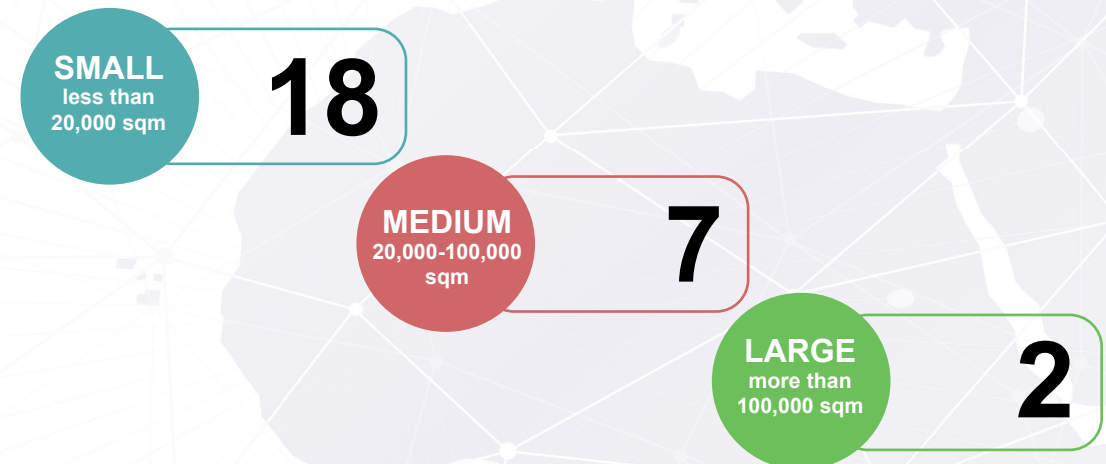 SMALL
less than
20,000 sqm
18
MEDIUM
20,000-100,000
sqm
7
LARGE
more than
100,000 sqm
2